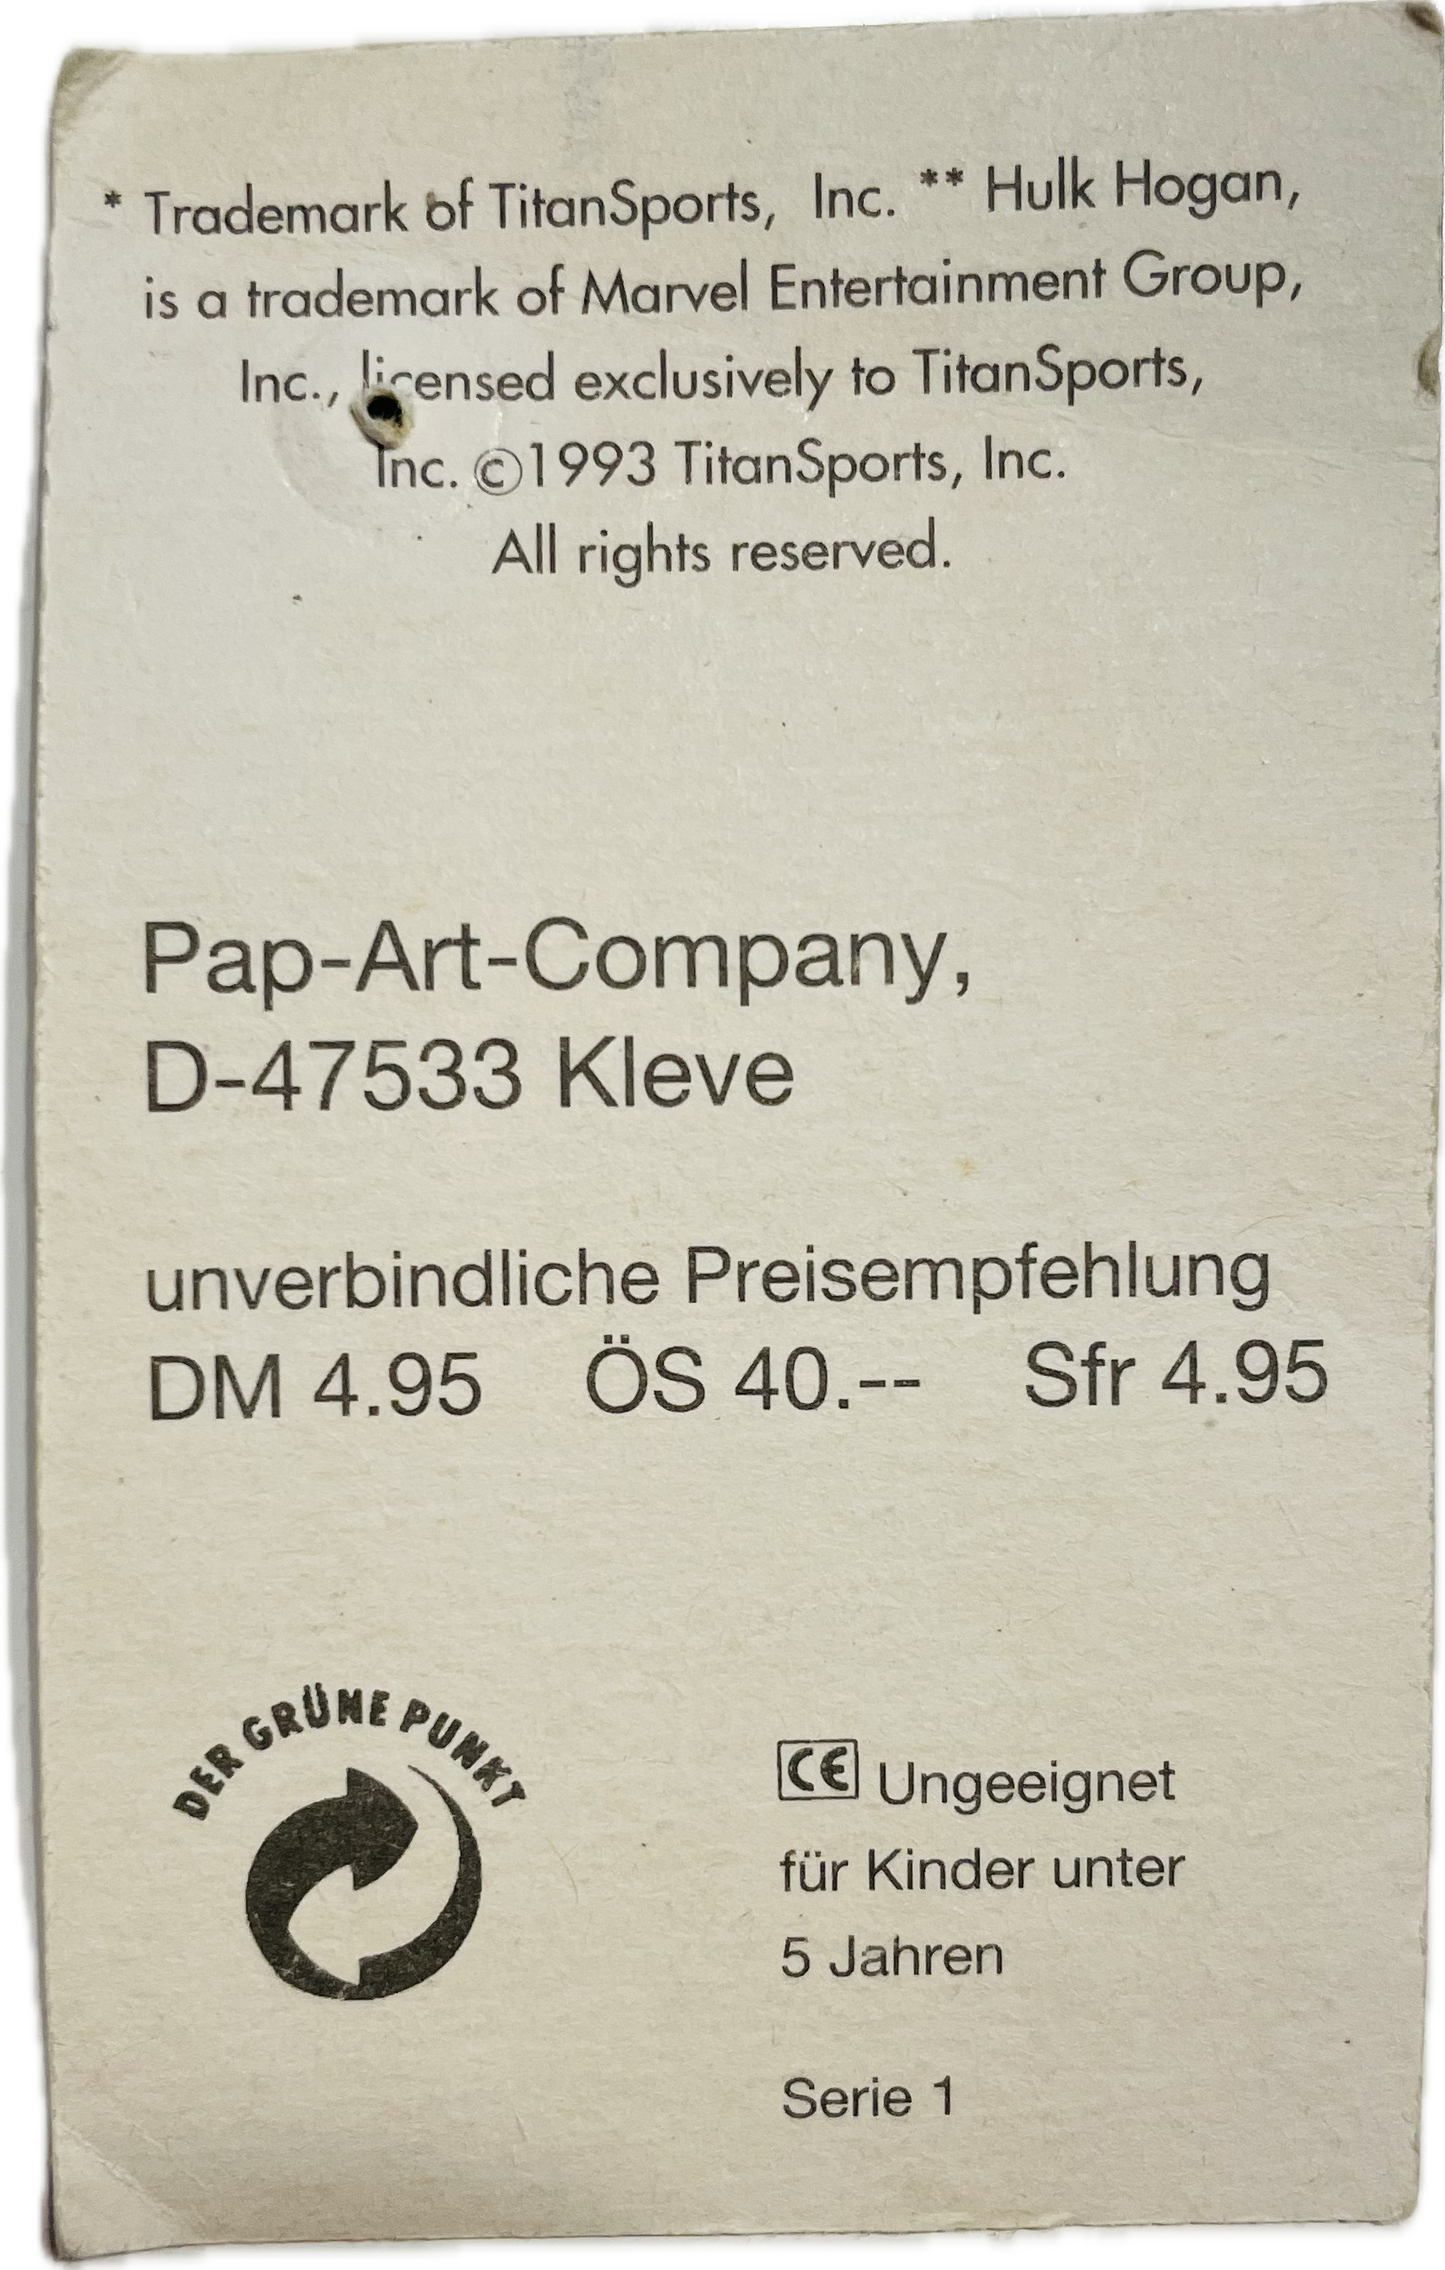 * Trademark of TitanSports, Inc. ** Hulk Hogan,
is a trademark of Marvel Entertainment Group,
Inc., licensed exclusively to TitanSports,
Inc. ©1993 TitanSports, Inc.
All rights reserved.
Pap-Art-Company,
D-47533 Kleve
unverbindliche Preisempfehlung
DM 4.95 ÖS 40.-- Sfr 4.95
DER GRÜNE PUNKT
CE Ungeeignet
für Kinder unter
5 Jahren
Serie 1